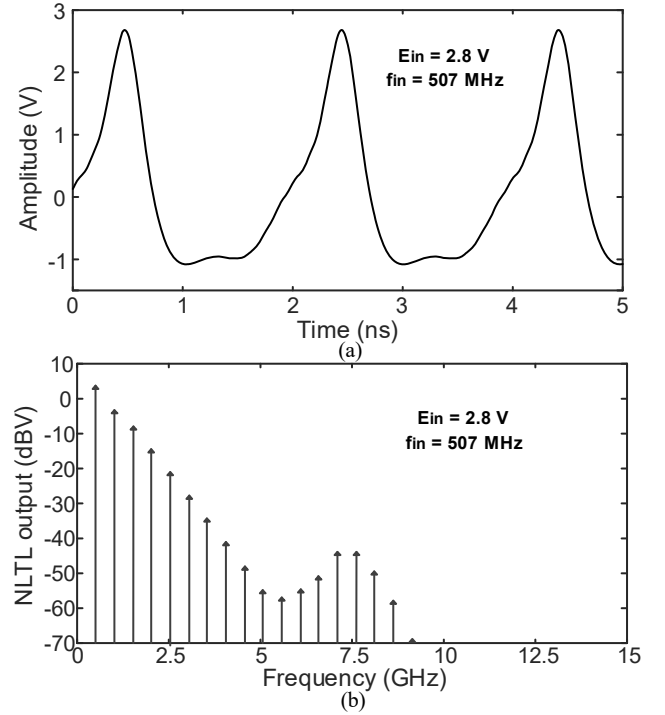 3
2
1
0
-1
Amplitude (V)
Ein = 2.8 V
fin = 507 MHz
0 1 2 3 4 5
Time (ns)
(a)
10
0
-10
-20
-30
-40
-50
-60
-70
NLTL output (dBV)
Ein = 2.8 V
fin = 507 MHz
0 2.5 5 7.5 10 12.5 15
Frequency (GHz)
(b)